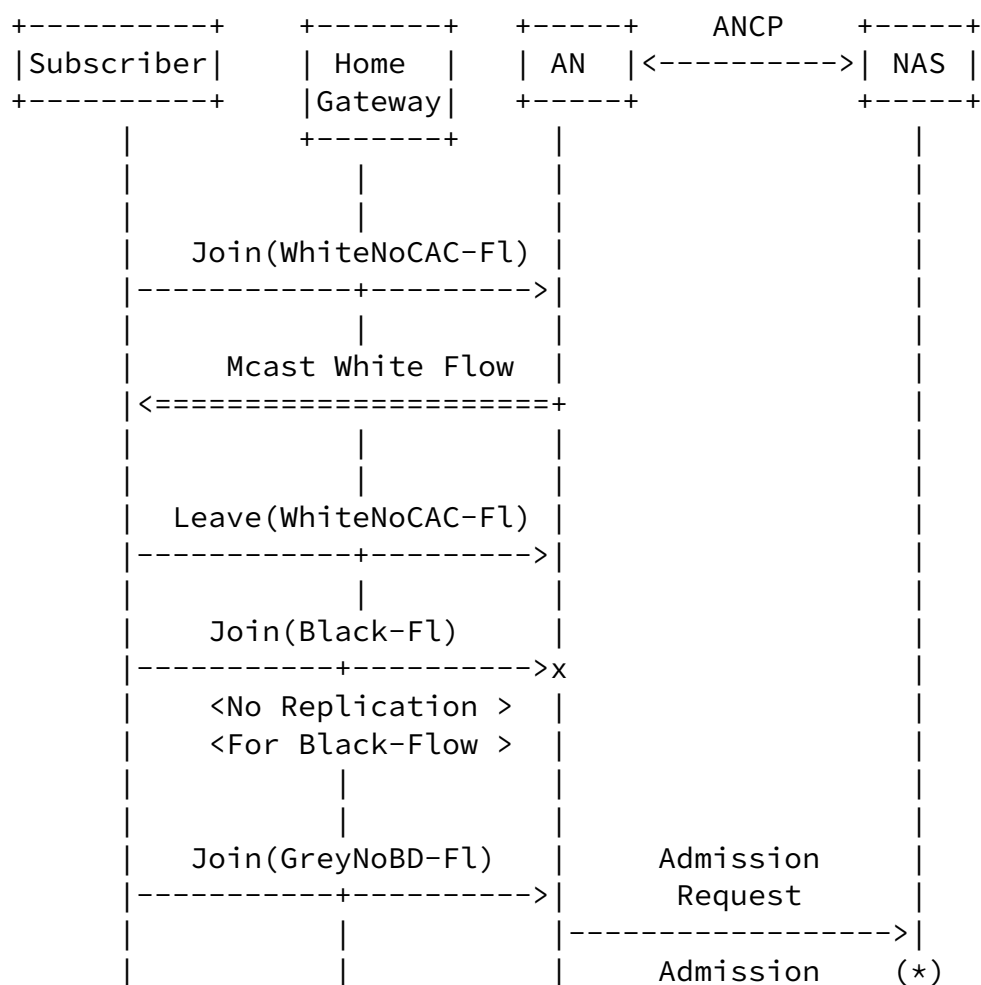 +----------+    +-------+   +-----+    ANCP      +-----+
|Subscriber|    | Home  |   | AN  |<---------->| NAS |
+----------+    |Gateway|   +-----+            +-----+
      |         +-------+     |                   |
      |            |          |                   |
      |            |          |                   |
      |   Join(WhiteNoCAC-Fl) |                   |
      |------------+--------->|                   |
      |            |          |                   |
      |     Mcast White Flow  |                   |
      |<======================+                   |
      |            |          |                   |
      |            |          |                   |
      |  Leave(WhiteNoCAC-Fl) |                   |
      |------------+--------->|                   |
      |            |          |                   |
      |    Join(Black-Fl)     |                   |
      |-----------+---------->x                   |
      |    <No Replication >  |                   |
      |    <For Black-Flow >  |                   |
      |           |           |                   |
      |           |           |                   |
      |   Join(GreyNoBD-Fl)   |     Admission     |
      |-----------+---------->|      Request      |
      |           |           |------------------>|
      |           |           |     Admission    (*)